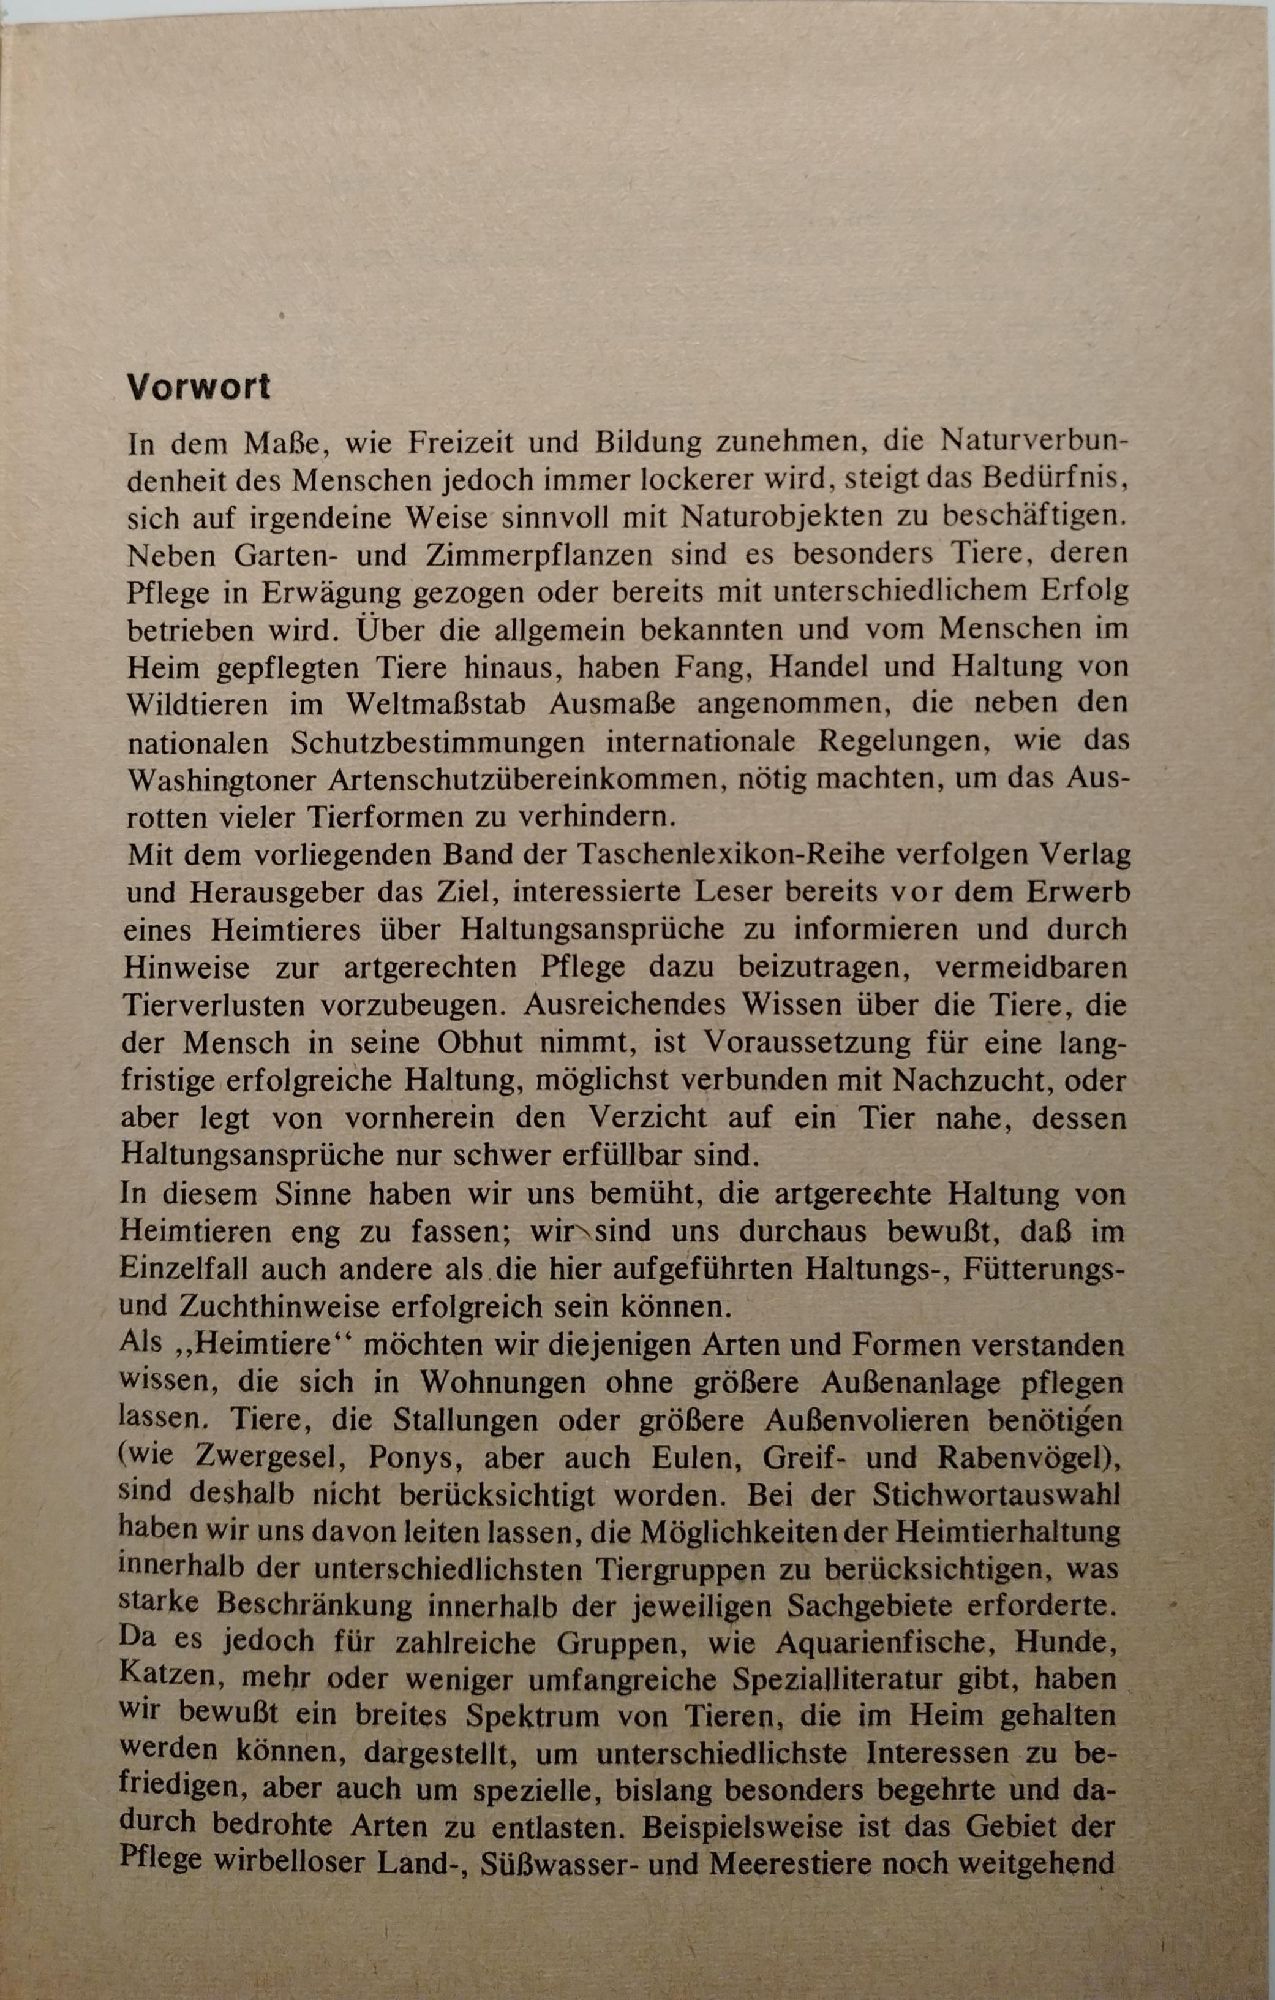 Vorwort
In dem Maße, wie Freizeit und Bildung zunehmen, die Naturverbun-
denheit des Menschen jedoch immer lockerer wird, steigt das Bedürfnis,
sich auf irgendeine Weise sinnvoll mit Naturobjekten zu beschäftigen.
Neben Garten- und Zimmerpflanzen sind es besonders Tiere, deren
Pflege in Erwägung gezogen oder bereits mit unterschiedlichem Erfolg
betrieben wird. Über die allgemein bekannten und vom Menschen im
Heim gepflegten Tiere hinaus, haben Fang, Handel und Haltung von
Wildtieren im Weltmaßstab Ausmaße angenommen, die neben den
nationalen Schutzbestimmungen internationale Regelungen, wie das
Washingtoner Artenschutzübereinkommen, nötig machten, um das Aus-
rotten vieler Tierformen zu verhindern.
Mit dem vorliegenden Band der Taschenlexikon-Reihe verfolgen Verlag
und Herausgeber das Ziel, interessierte Leser bereits vor dem Erwerb
eines Heimtieres über Haltungsansprüche zu informieren und durch
Hinweise zur artgerechten Pflege dazu beizutragen, vermeidbaren
Tierverlusten vorzubeugen. Ausreichendes Wissen über die Tiere, die
der Mensch in seine Obhut nimmt, ist Voraussetzung für eine lang-
fristige erfolgreiche Haltung, möglichst verbunden mit Nachzucht, oder
aber legt von vornherein den Verzicht auf ein Tier nahe, dessen
Haltungsansprüche nur schwer erfüllbar sind.
In diesem Sinne haben wir uns bemüht, die artgerechte Haltung von
Heimtieren eng zu fassen; wir sind uns durchaus bewußt, daß im
Einzelfall auch andere als die hier aufgeführten Haltungs-, Fütterungs-
und Zuchthinweise erfolgreich sein können.
Als ,,Heimtiere“ möchten wir diejenigen Arten und Formen verstanden
wissen, die sich in Wohnungen ohne größere Außenanlage pflegen
lassen. Tiere, die Stallungen oder größere Außenvolieren benötigen
(wie Zwergesel, Ponys, aber auch Eulen, Greif- und Rabenvögel),
sind deshalb nicht berücksichtigt worden. Bei der Stichwortauswahl
haben wir uns davon leiten lassen, die Möglichkeiten der Heimtierhaltung
innerhalb der unterschiedlichsten Tiergruppen zu berücksichtigen, was
starke Beschränkung innerhalb der jeweiligen Sachgebiete erforderte.
Da es jedoch für zahlreiche Gruppen, wie Aquarienfische, Hunde,
Katzen, mehr oder weniger umfangreiche Spezialliteratur gibt, haben
wir bewußt ein breites Spektrum von Tieren, die im Heim gehalten
werden können, dargestellt, um unterschiedlichste Interessen zu be-
friedigen, aber auch um spezielle, bislang besonders begehrte und da-
durch bedrohte Arten zu entlasten. Beispielsweise ist das Gebiet der
Pflege wirbelloser Land-, Süßwasser- und Meerestiere noch weitgehend